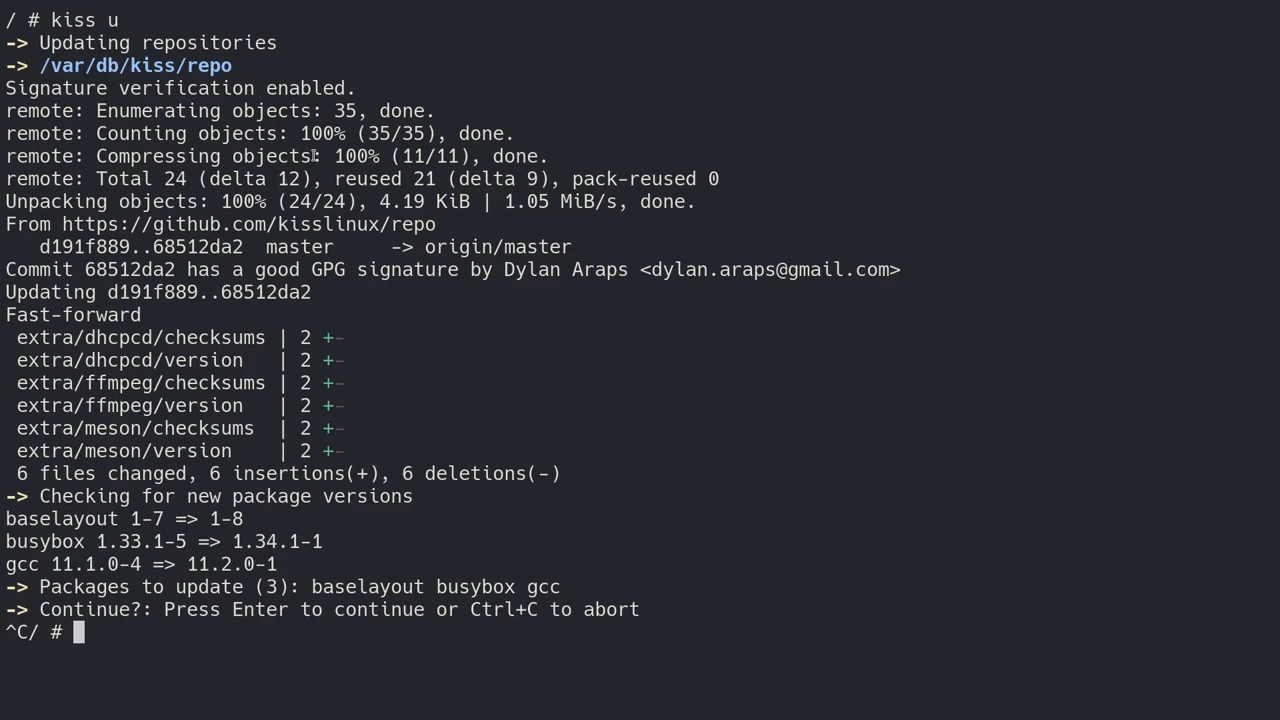 / # kiss u
-> Updating repositories
-> /var/db/kiss/repo
Signature verification enabled.
remote: Enumerating objects: 35, done.
remote: Counting objects: 100% (35/35), done.
remote: Compressing objects: 100% (11/11), done.
remote: Total 24 (delta 12), reused 21 (delta 9), pack-reused 0
Unpacking objects: 100% (24/24), 4.19 KiB | 1.05 MiB/s, done.
From https://github.com/kisslinux/repo
   d191f889..68512da2  master     -> origin/master
Commit 68512da2 has a good GPG signature by Dylan Araps <dylan.araps@gmail.com>
Updating d191f889..68512da2
Fast-forward
 extra/dhcpcd/checksums | 2 +-
 extra/dhcpcd/version   | 2 +-
 extra/ffmpeg/checksums | 2 +-
 extra/ffmpeg/version   | 2 +-
 extra/meson/checksums  | 2 +-
 extra/meson/version    | 2 +-
 6 files changed, 6 insertions(+), 6 deletions(-)
-> Checking for new package versions
baselayout 1-7 => 1-8
busybox 1.33.1-5 => 1.34.1-1
gcc 11.1.0-4 => 11.2.0-1
-> Packages to update (3): baselayout busybox gcc
-> Continue?: Press Enter to continue or Ctrl+C to abort
^C/ #